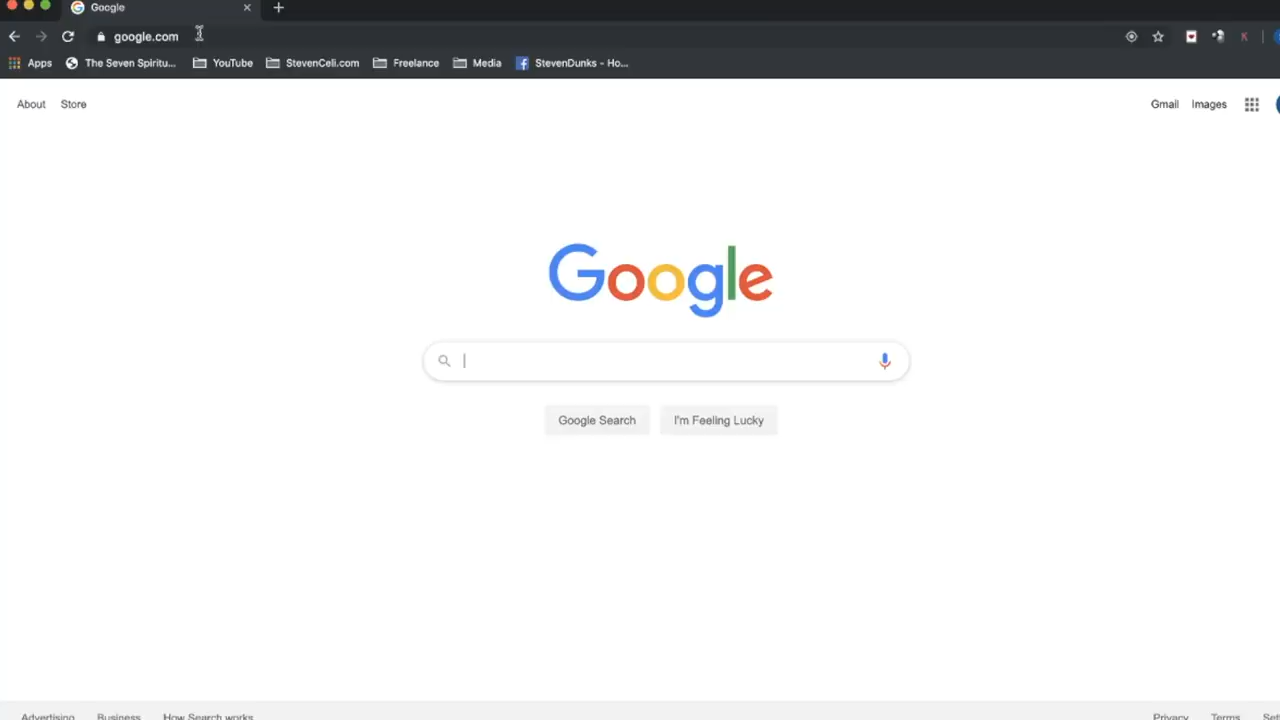 Google
google.com
Apps The Seven Spiritu... YouTube StevenCeli.com Freelance Media StevenDunks - Ho...
About Store Gmail Images
Google
Google Search I'm Feeling Lucky
Advertising Business How Search works Privacy Terms